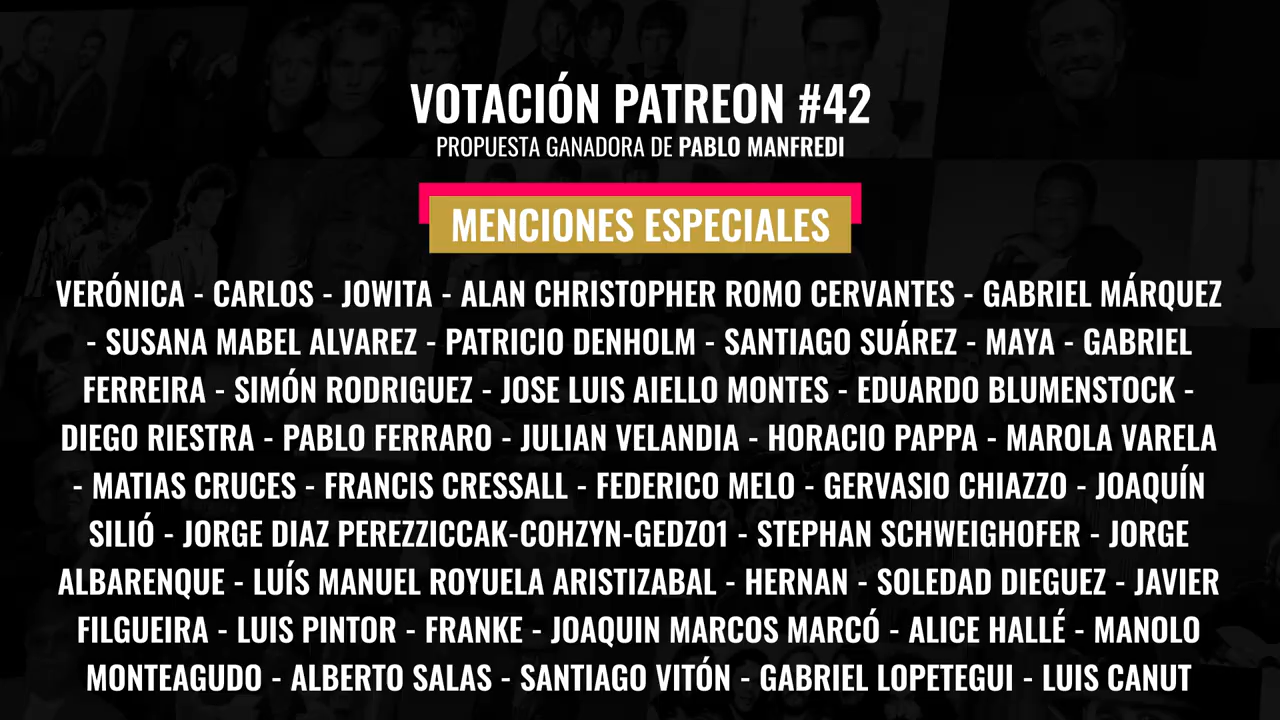 VOTACIÓN PATREON #42
PROPUESTA GANADORA DE PABLO MANFREDI
MENCIONES ESPECIALES
VERÓNICA - CARLOS - JOWITA - ALAN CHRISTOPHER ROMO CERVANTES - GABRIEL MÁRQUEZ
- SUSANA MABEL ALVAREZ - PATRICIO DENHOLM - SANTIAGO SUÁREZ - MAYA - GABRIEL
FERREIRA - SIMÓN RODRIGUEZ - JOSE LUIS AIELLO MONTES - EDUARDO BLUMENSTOCK -
DIEGO RIESTRA - PABLO FERRARO - JULIAN VELANDIA - HORACIO PAPPA - MAROLA VARELA
- MATIAS CRUCES - FRANCIS CRESSALL - FEDERICO MELO - GERVASIO CHIAZZO - JOAQUÍN
SILIÓ - JORGE DIAZ PEREZZICCAK-COHZYN-GEDZO1 - STEPHAN SCHWEIGHOFER - JORGE
ALBARENQUE - LUÍS MANUEL ROYUELA ARISTIZABAL - HERNAN - SOLEDAD DIEGUEZ - JAVIER
FILGUEIRA - LUIS PINTOR - FRANKE - JOAQUIN MARCOS MARCÓ - ALICE HALLÉ - MANOLO
MONTEAGUDO - ALBERTO SALAS - SANTIAGO VITÓN - GABRIEL LOPETEGUI - LUIS CANUT